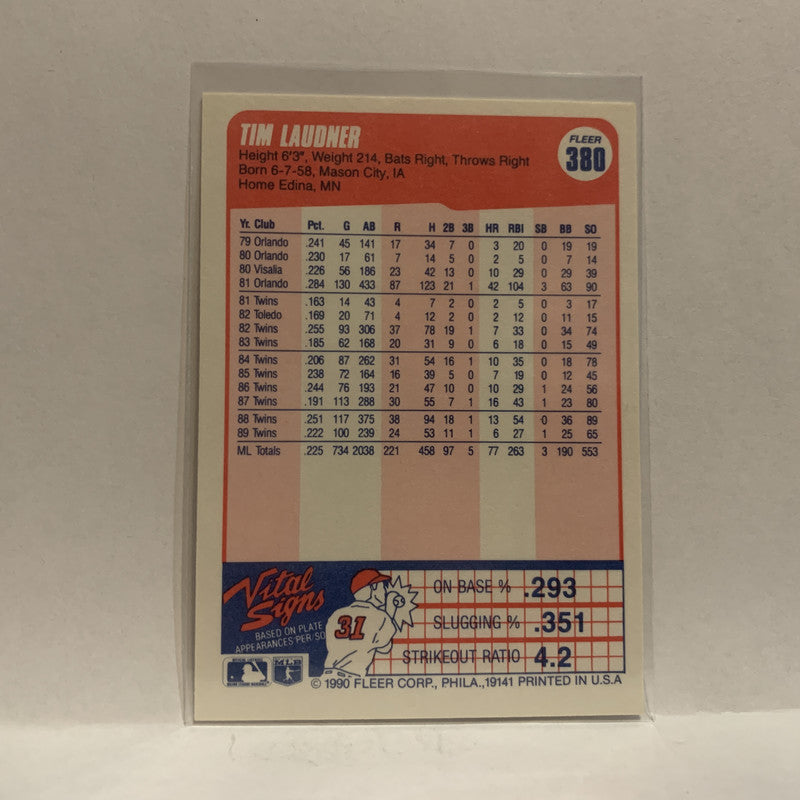 TIM LAUDNER
FLEER
380
Height 6'3", Weight 214, Bats Right, Throws Right
Born 6-7-58, Mason City, IA
Home Edina, MN
Yr. Club Pct. G AB R H 2B 3B HR RBI SB BB SO
79 Orlando .241 45 141 17 34 7 0 3 20 0 19 19
80 Orlando .230 17 61 7 14 5 0 2 5 0 7 14
80 Visalia .226 56 186 23 42 13 0 10 29 0 29 39
81 Orlando .284 130 433 87 123 21 1 42 104 3 63 90
81 Twins .163 14 43 4 7 2 0 2 5 0 3 17
82 Toledo .169 20 71 4 12 2 0 2 12 0 11 15
82 Twins .255 93 306 37 78 19 1 7 33 0 34 74
83 Twins .185 62 168 20 31 9 0 6 18 0 15 49
84 Twins .206 87 262 31 54 16 1 10 35 0 18 78
85 Twins .238 72 164 16 39 5 0 7 19 0 12 45
86 Twins .244 76 193 21 47 10 0 10 29 1 24 56
87 Twins .191 113 288 30 55 7 1 16 43 1 23 80
88 Twins .251 117 375 38 94 18 1 13 54 0 36 89
89 Twins .222 100 239 24 53 11 1 6 27 1 25 65
ML Totals .225 734 2038 221 458 97 5 77 263 3 190 553
Vital Signs
BASED ON PLATE
APPEARANCES PER/SO
31
ON BASE % .293
SLUGGING % .351
STRIKEOUT RATIO 4.2
© 1990 FLEER CORP., PHILA., 19141 PRINTED IN U.S.A